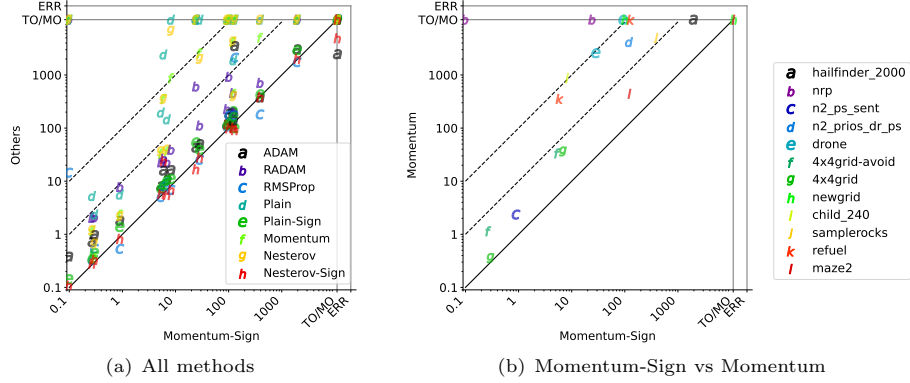 ERR
TO/MO
1000
100
10
1
0.1
Others
0.1
1
10
100
1000
TO/MO
ERR
Momentum-Sign
a ADAM
b RADAM
c RMSProp
d Plain
e Plain-Sign
f Momentum
g Nesterov
h Nesterov-Sign
(a) All methods
ERR
TO/MO
1000
100
10
1
0.1
Momentum
0.1
1
10
100
1000
TO/MO
ERR
Momentum-Sign
a hailfinder_2000
b nrp
c n2_ps_sent
d n2_prios_dr_ps
e drone
f 4x4grid-avoid
g 4x4grid
h newgrid
i child_240
j samplerocks
k refuel
l maze2
(b) Momentum-Sign vs Momentum